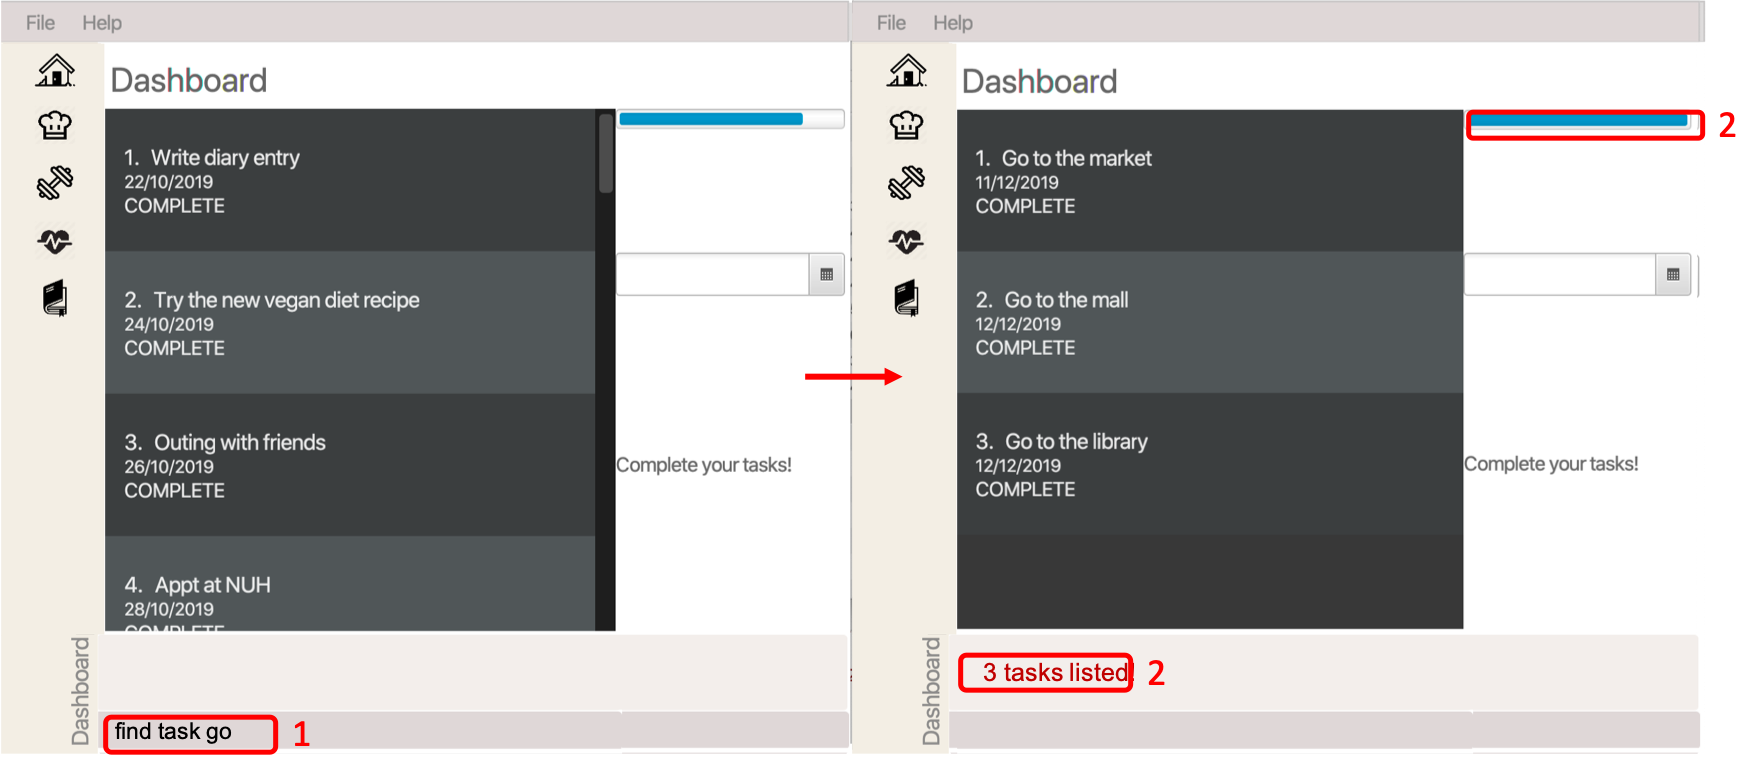 File Help
Dashboard
1. Write diary entry
22/10/2019
COMPLETE
2. Try the new vegan diet recipe
24/10/2019
COMPLETE
3. Outing with friends
26/10/2019
COMPLETE
4. Appt at NUH
28/10/2019
COMPLETE
Complete your tasks!
Dashboard
find task go 1
File Help
Dashboard
2
1. Go to the market
11/12/2019
COMPLETE
2. Go to the mall
12/12/2019
COMPLETE
3. Go to the library
12/12/2019
COMPLETE
Complete your tasks!
Dashboard
3 tasks listed! 2